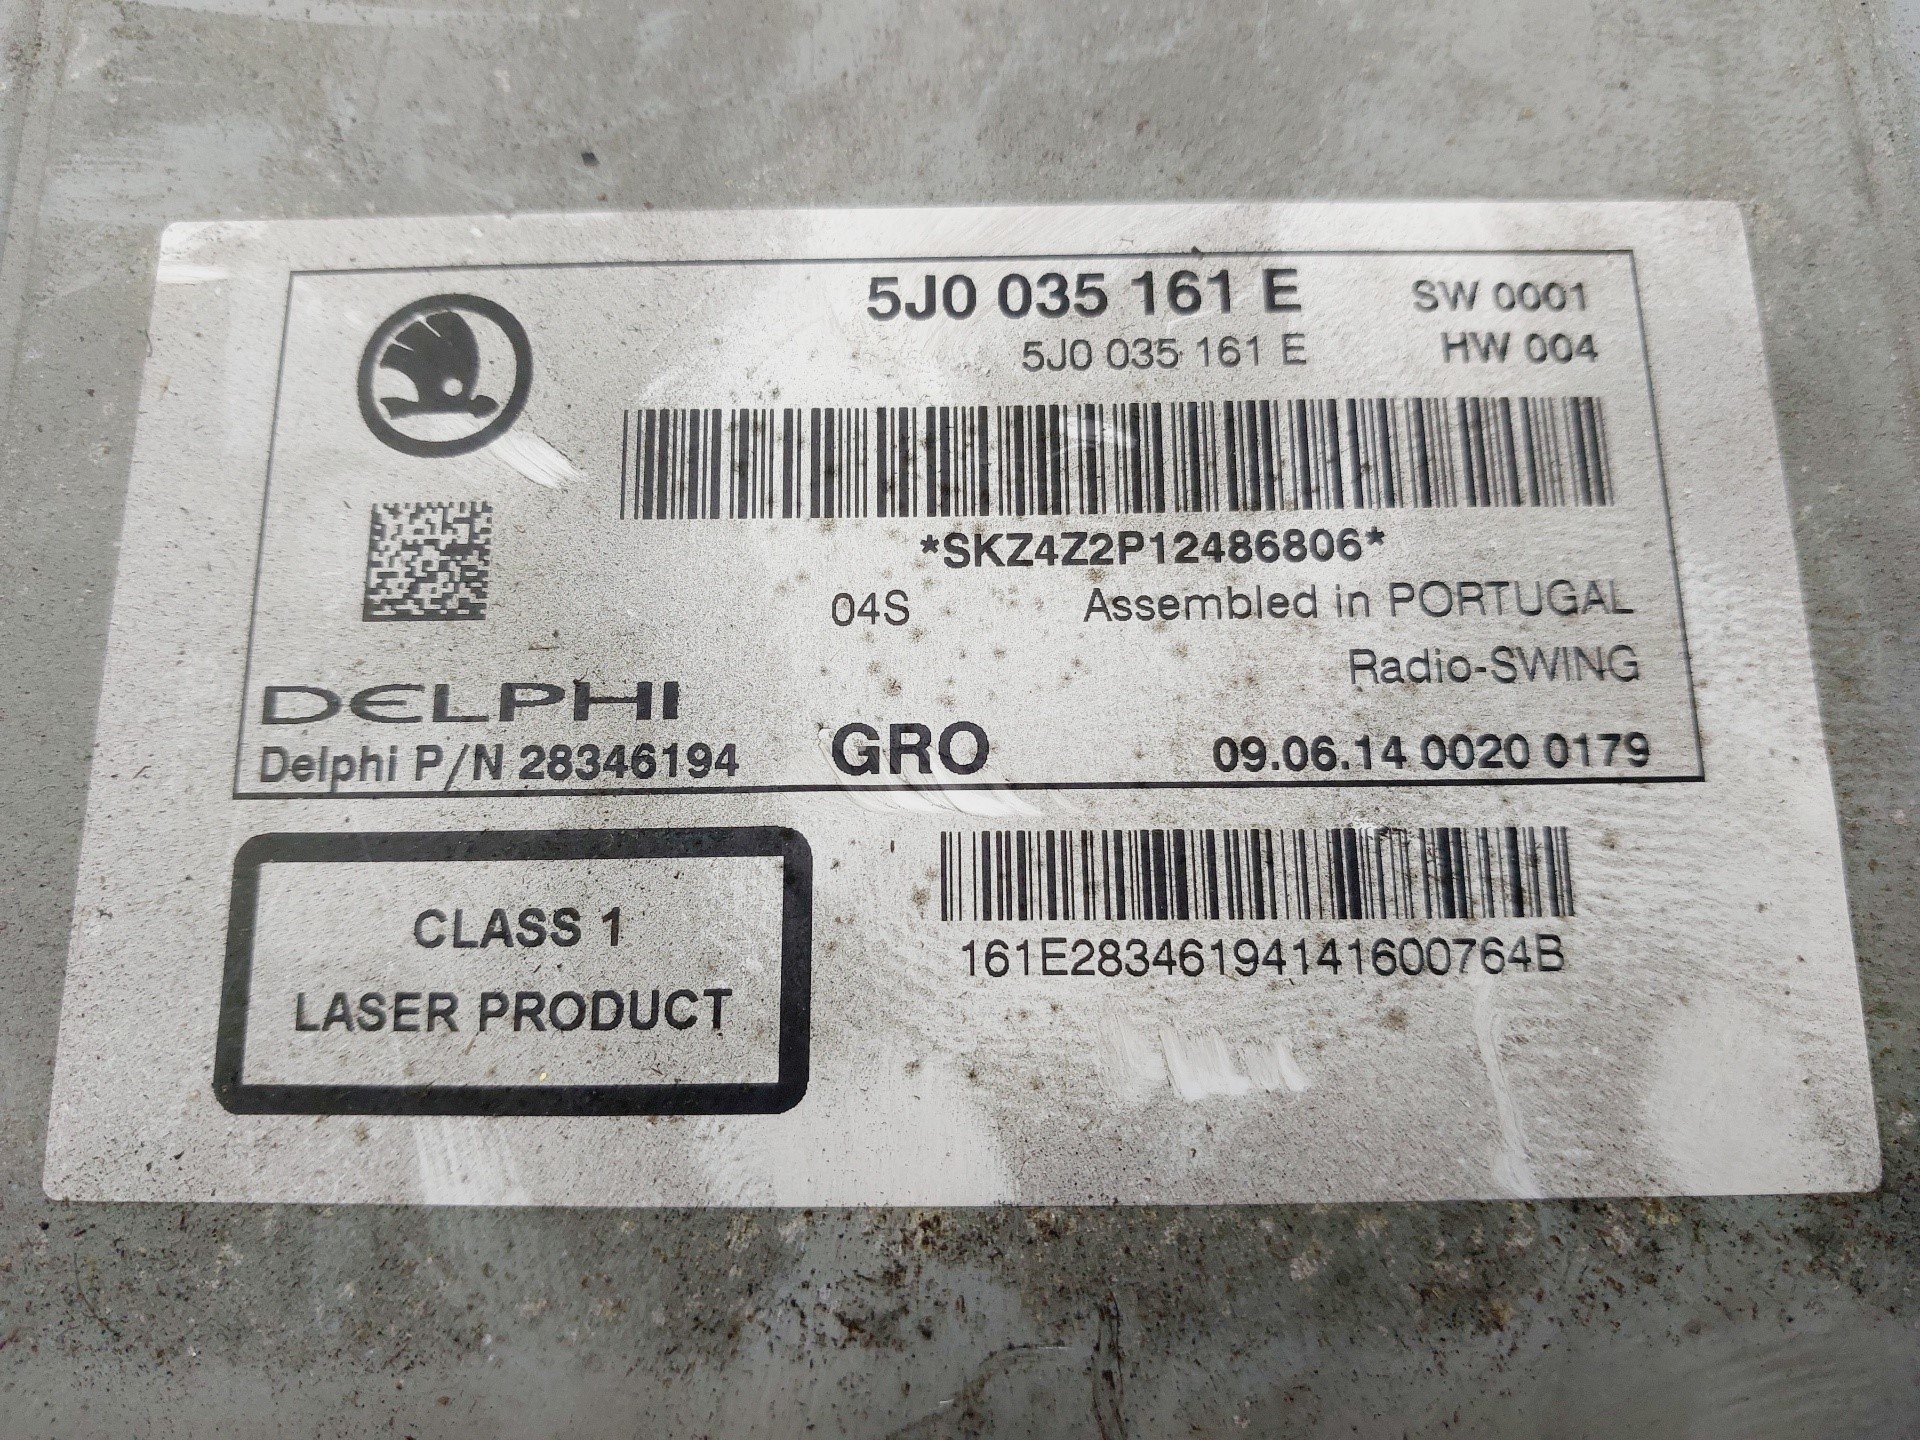 5J0 035 161 E SW 0001
5J0 035 161 E HW 004
*SKZ4Z2P12486806*
04S Assembled in PORTUGAL
Radio-SWING
DELPHI
Delphi P/N 28346194 GRO 09.06.14 0020 0179
CLASS 1
LASER PRODUCT
161E28346194141600764B